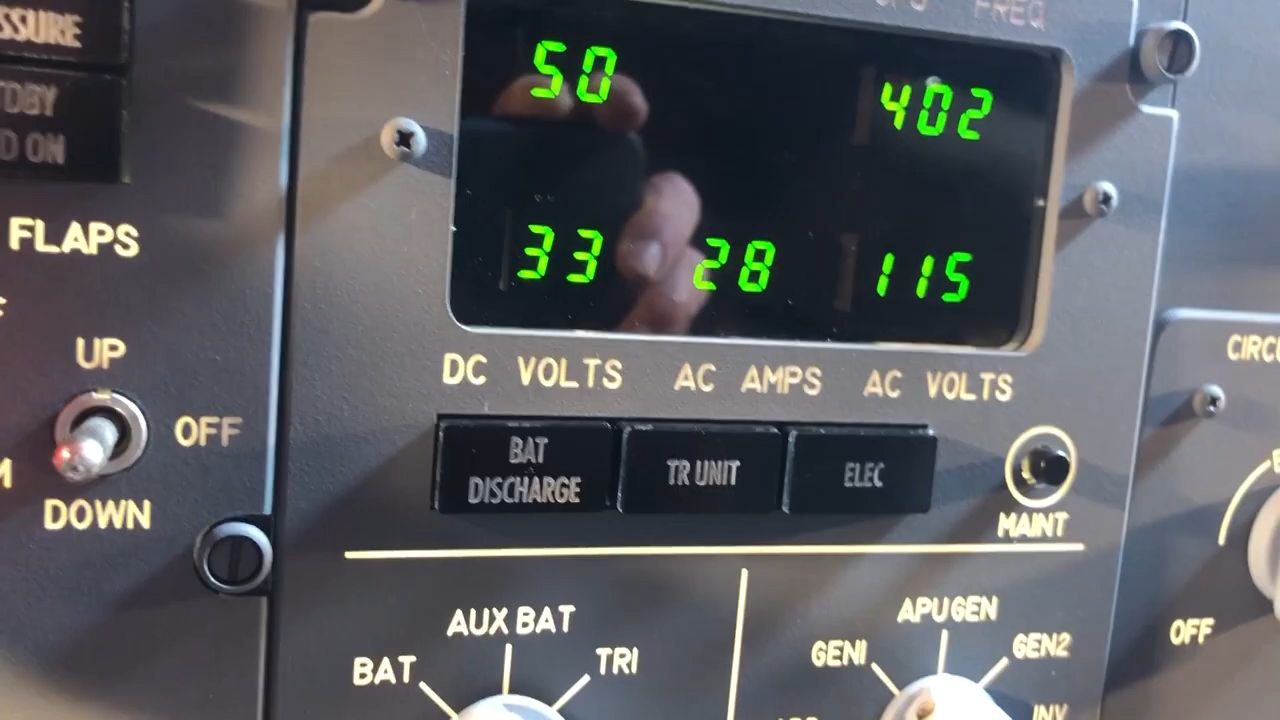 SSURE
FREQ
50
402
TDBY
D ON
FLAPS
33 28 115
UP
OFF
DOWN
DC VOLTS AC AMPS AC VOLTS
BAT
DISCHARGE
TR UNIT
ELEC
MAINT
CIRCU
AUX BAT
BAT
TR1
APU GEN
GEN1
GEN2
INV
OFF